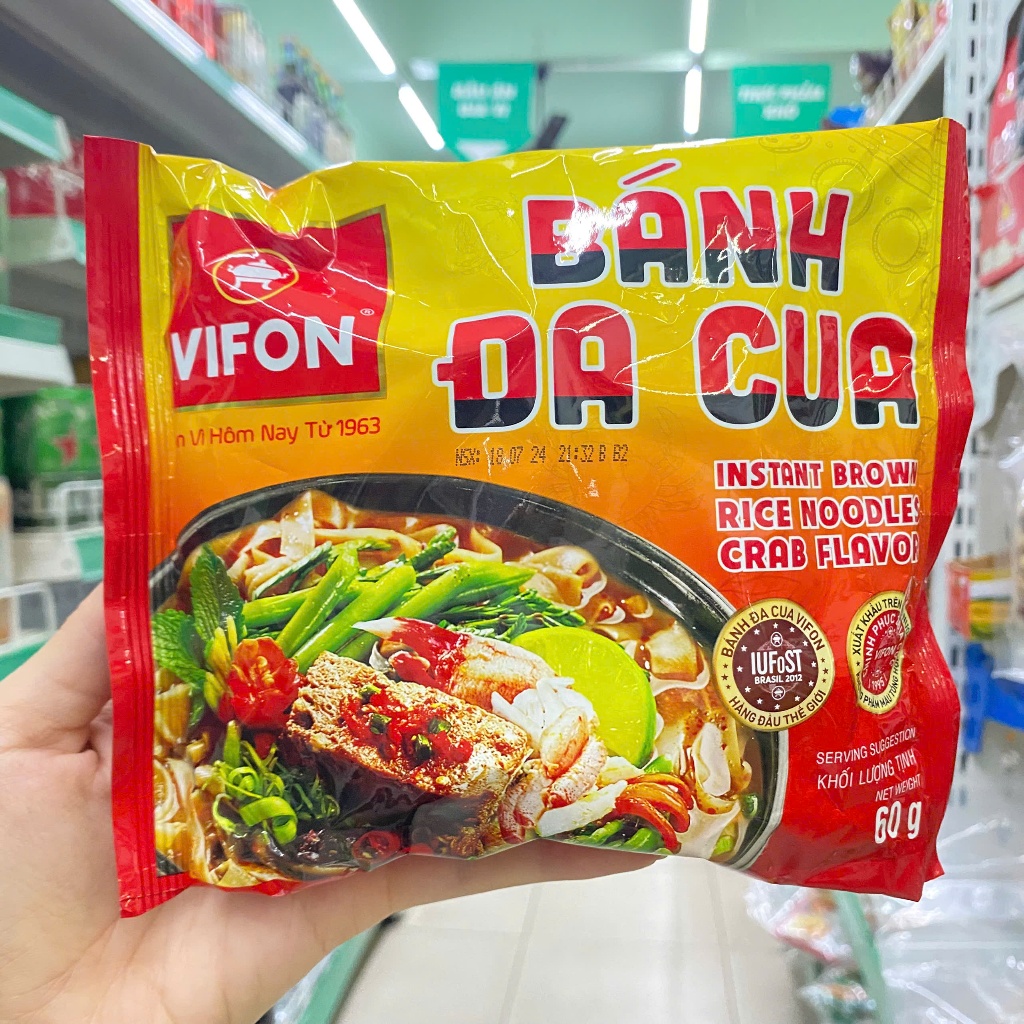 VIFON
®
Vị Hôm Nay Từ 1963
BÁNH
ĐA CUA
NSX: 18 07 24 21:32 B B2
INSTANT BROWN
RICE NOODLES
CRAB FLAVOR
BÁNH ĐA CUA VIFON
IUFoST
BRASIL 2012
HÀNG ĐẦU THẾ GIỚI
XUẤT KHẨU TRÊN
VIFON
SERVING SUGGESTION
KHỐI LƯỢNG TỊNH
NET WEIGHT
60 g